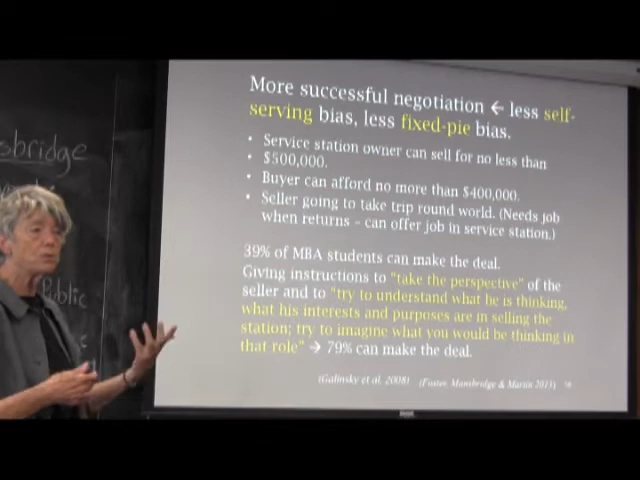 sbridge
Public
More successful negotiation ← less self-
serving bias, less fixed-pie bias.
• Service station owner can sell for no less than
• $500,000.
• Buyer can afford no more than $400,000.
• Seller going to take trip round world. (Needs job
when returns – can offer job in service station.)
39% of MBA students can make the deal.
Giving instructions to "take the perspective" of the
seller and to "try to understand what he is thinking,
what his interests and purposes are in selling the
station; try to imagine what you would be thinking in
that role" → 79% can make the deal.
(Galinsky et al. 2008) (Foster, Mansbridge & Martin 2013)